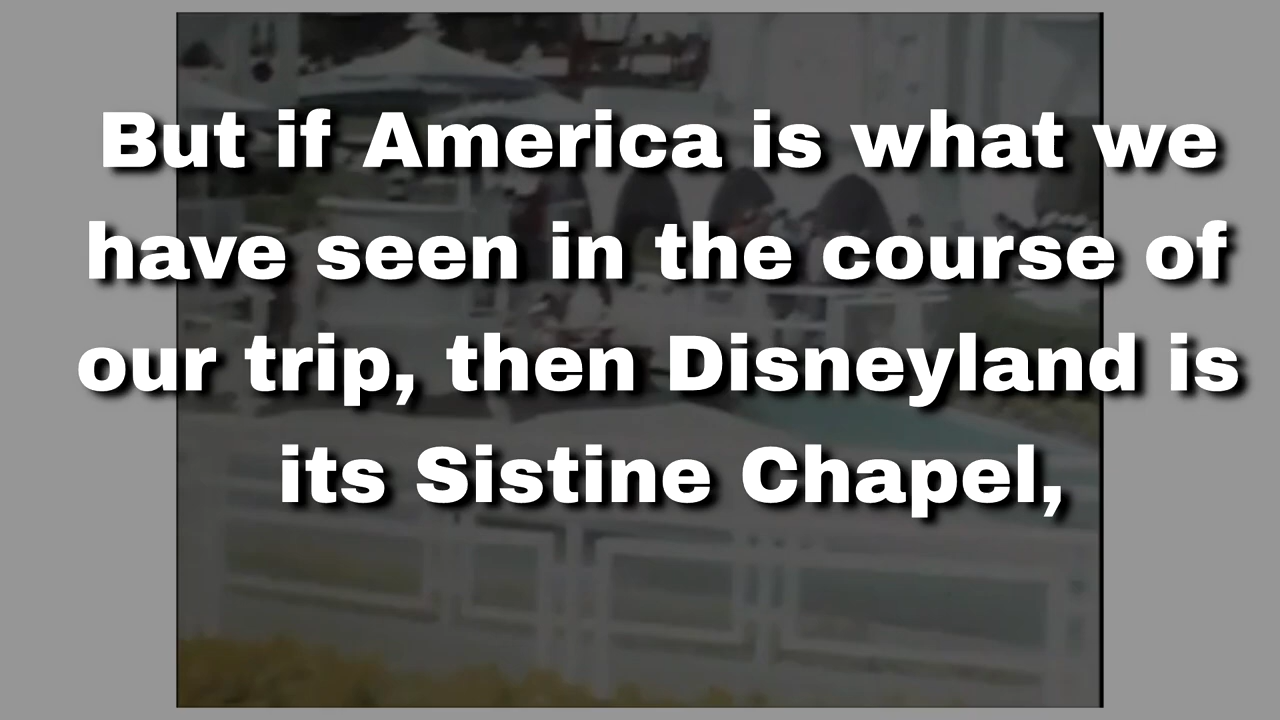 But if America is what we
have seen in the course of
our trip, then Disneyland is
its Sistine Chapel,